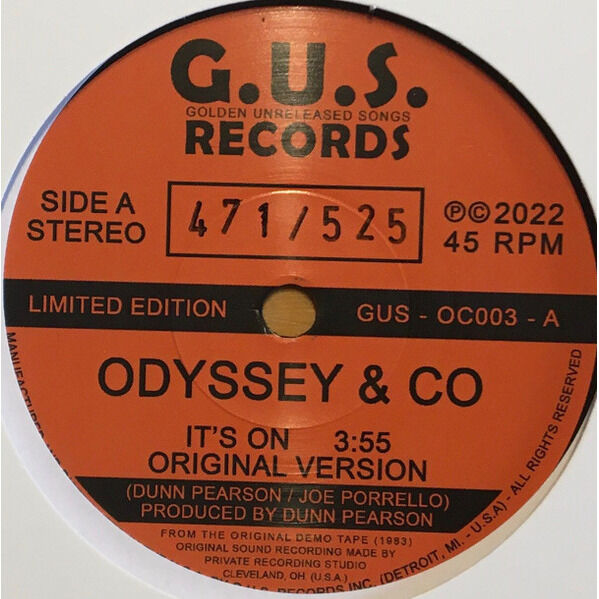 G.U.S.
GOLDEN UNRELEASED SONGS
RECORDS
SIDE A
STEREO
471/525
℗©2022
45 RPM
LIMITED EDITION
GUS - OC003 - A
ODYSSEY & CO
IT'S ON 3:55
ORIGINAL VERSION
(DUNN PEARSON / JOE PORRELLO)
PRODUCED BY DUNN PEARSON
FROM THE ORIGINAL DEMO TAPE (1983)
ORIGINAL SOUND RECORDING MADE BY
PRIVATE RECORDING STUDIO
CLEVELAND, OH (U.S.A.)
RECORDS INC. (DETROIT, MI. - U.S.A) - ALL RIGHTS RESERVED